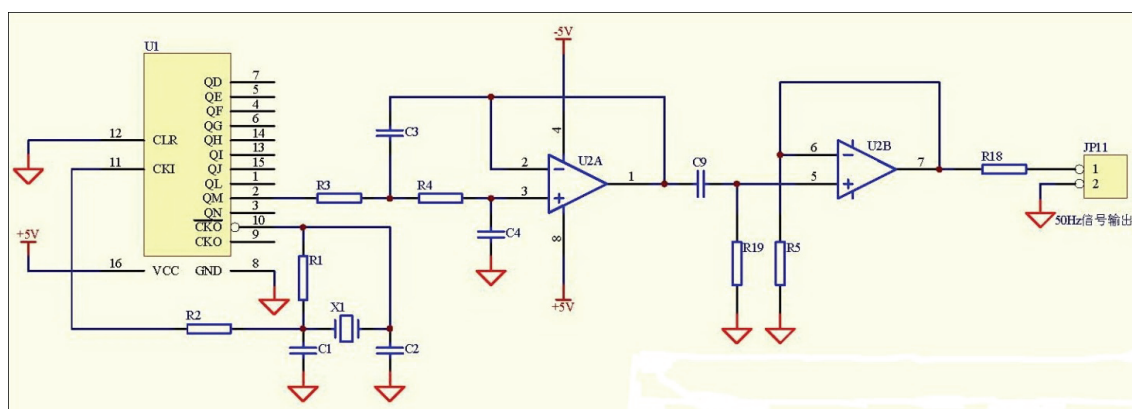 U1
QD 7
QE 5
QF 4
QG 6
12 CLR QH 14
QI 13
11 CKI QJ 15
QL 1
QM 2
QN 3
CKO 10
CKO 9
+5V
16 VCC GND 8
R1
R2
X1
C1
C2
R3
C3
R4
C4
-5V
4
U2A
2
3
1
8
+5V
C9
R19
R5
6
5
U2B
7
R18
JP11
1
2
50Hz信号输出